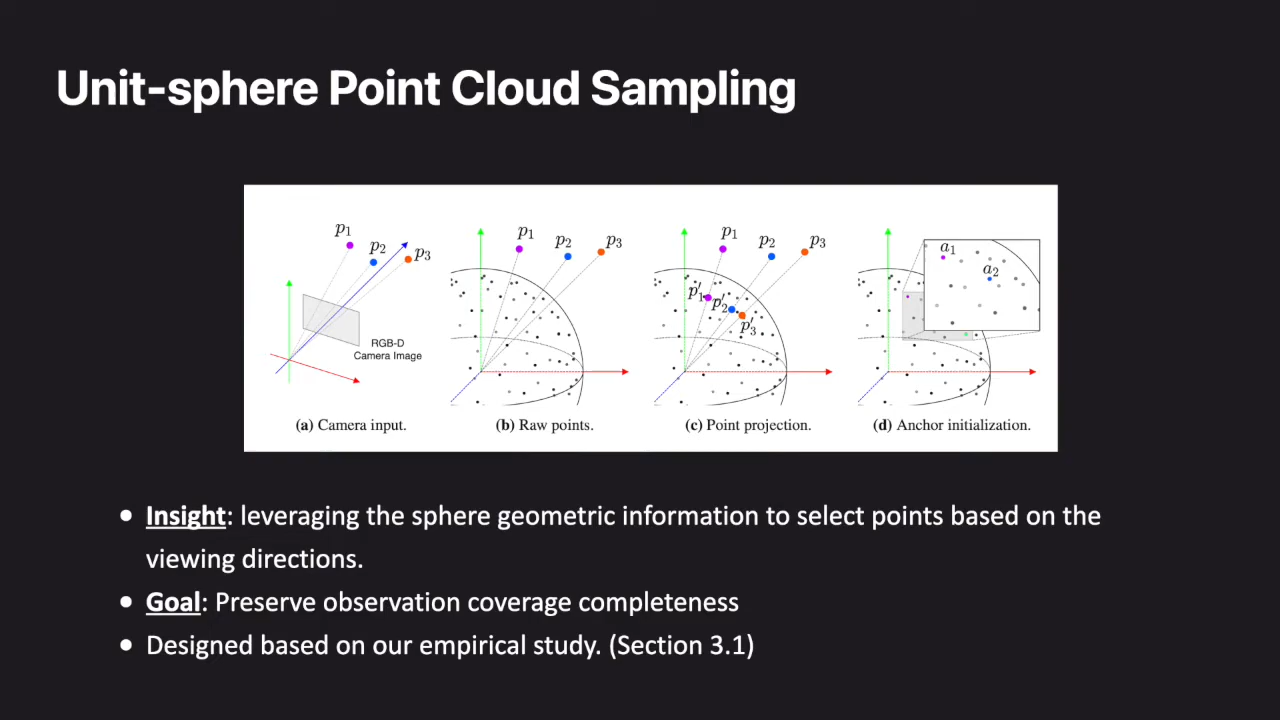 Unit-sphere Point Cloud Sampling
p1
p2
p3
RGB-D
Camera Image
(a) Camera input.
p1
p2
p3
(b) Raw points.
p1
p2
p3
p′1
p′2
p′3
(c) Point projection.
a1
a2
(d) Anchor initialization.
• Insight: leveraging the sphere geometric information to select points based on the
viewing directions.
• Goal: Preserve observation coverage completeness
• Designed based on our empirical study. (Section 3.1)